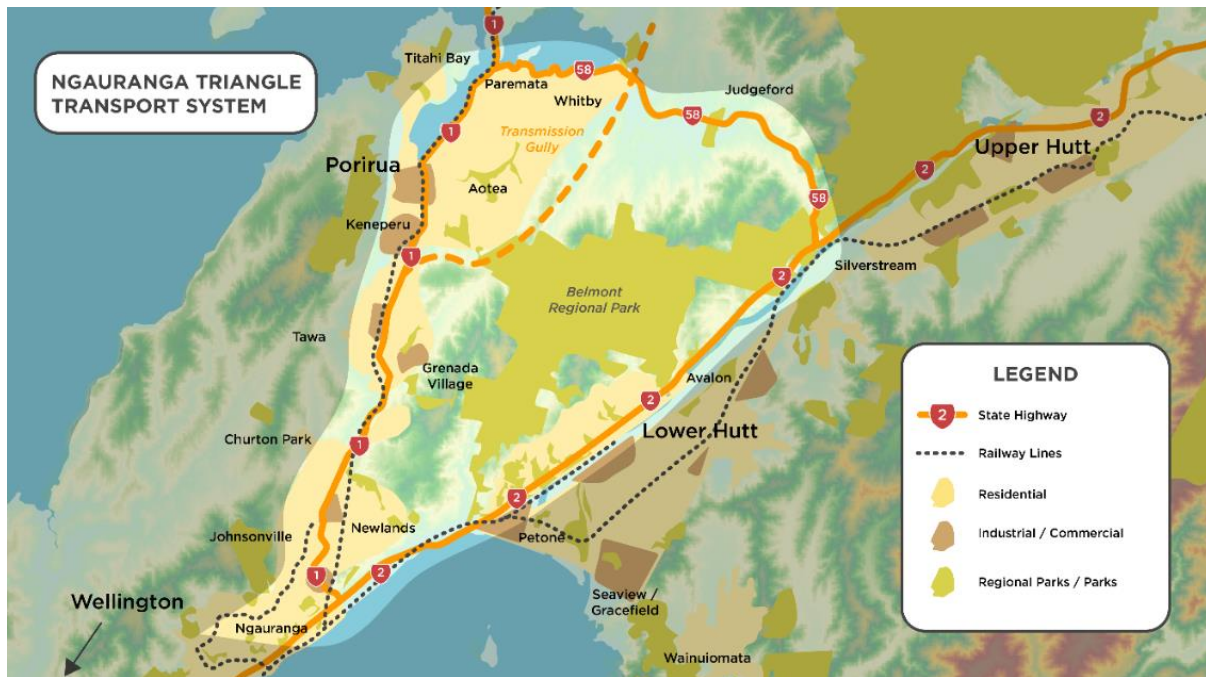 NGAURANGA TRIANGLE
TRANSPORT SYSTEM
1
Titahi Bay
Paremata
58
Whitby
Judgeford
58
1
Transmission
Gully
Porirua
Aotea
Keneperu
1
58
2
Upper Hutt
2
Silverstream
2
Belmont
Regional Park
Tawa
Grenada
Village
Avalon
2
Lower Hutt
Churton Park
1
2
Newlands
Johnsonville
Petone
1
2
Seaview /
Gracefield
Wellington
Ngauranga
Wainuiomata
LEGEND
2
State Highway
Railway Lines
Residential
Industrial / Commercial
Regional Parks / Parks